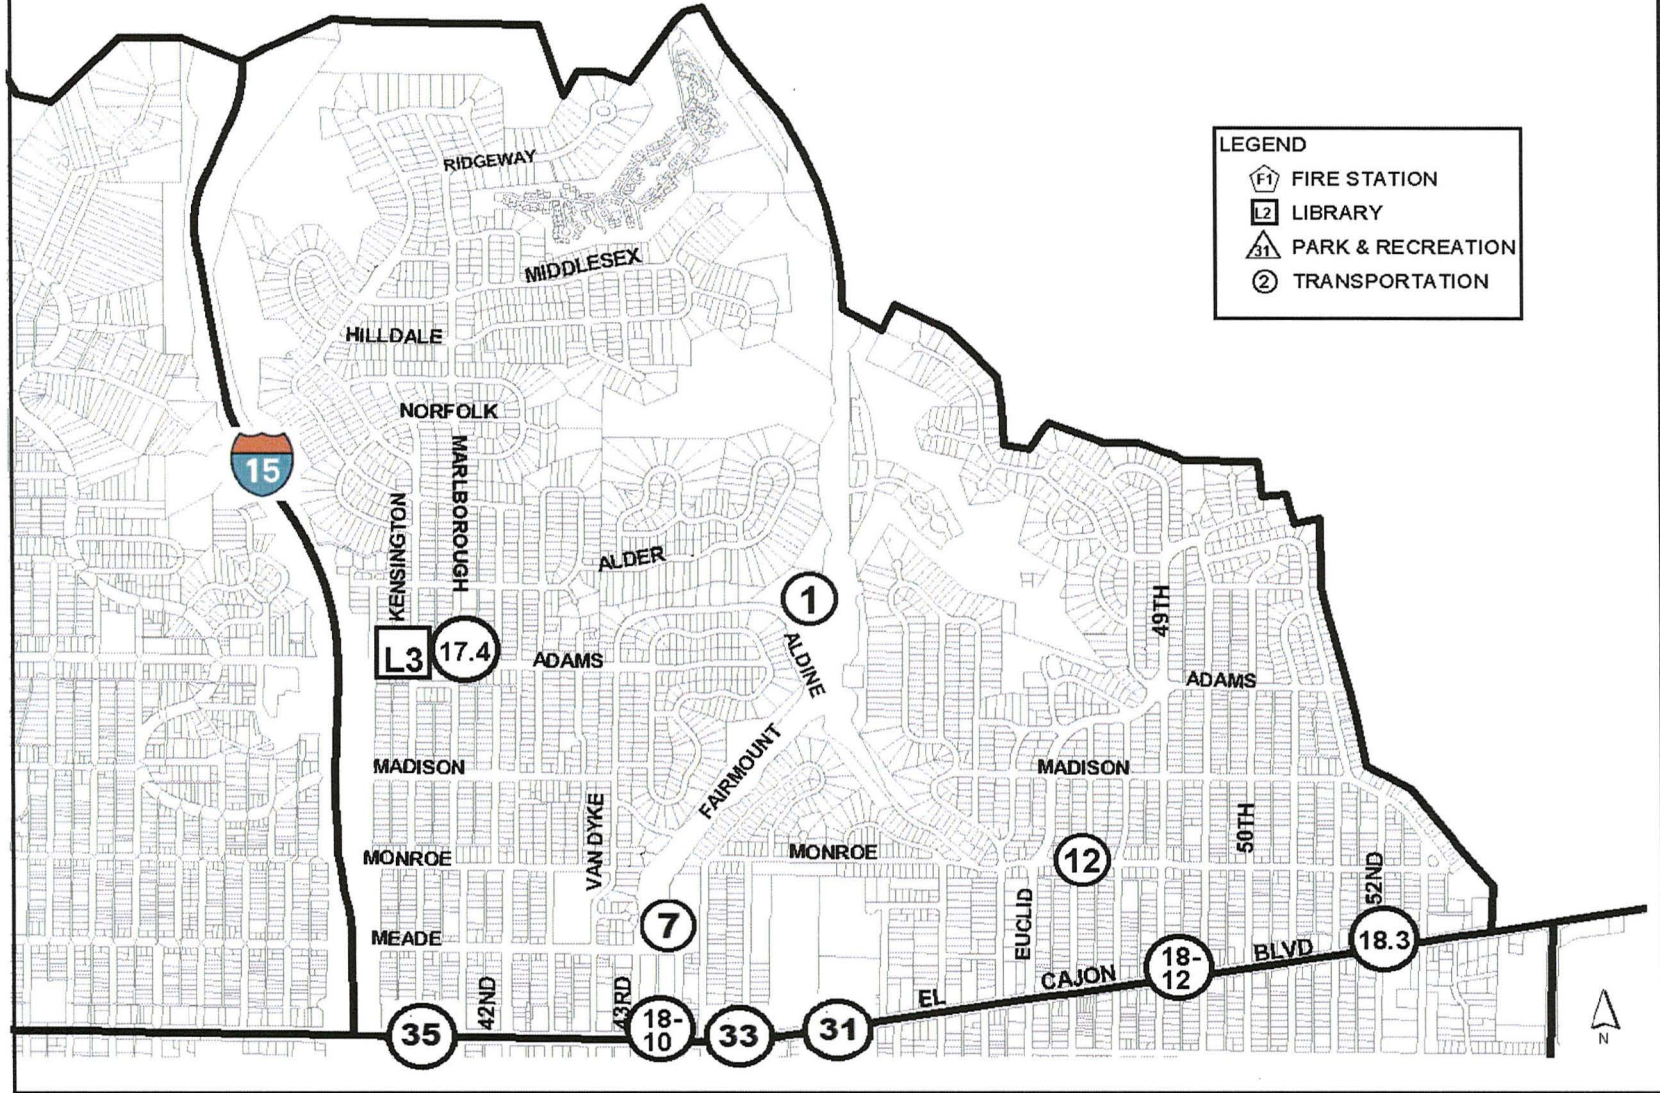 LEGEND
F1 FIRE STATION
L2 LIBRARY
31 PARK & RECREATION
2 TRANSPORTATION
RIDGEWAY
MIDDLESEX
HILLDALE
NORFOLK
MARLBOROUGH
15
KENSINGTON
ALDER
1
49TH
L3
17.4
ADAMS
ALDINE
ADAMS
FAIRMOUNT
MADISON
MADISON
VAN DYKE
50TH
MONROE
MONROE
12
52ND
EUCLID
7
MEADE
18.3
BLVD
18-
12
CAJON
EL
42ND
43RD
35
18-
10
33
31
N